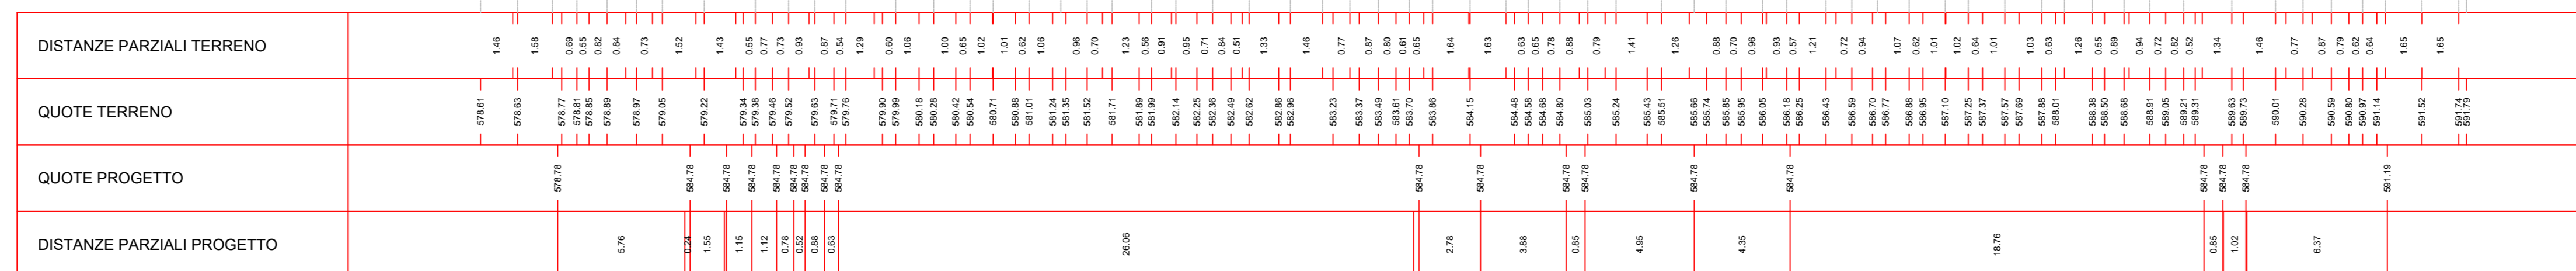 DISTANZE PARZIALI TERRENO
1.46 1.58 0.69 0.55 0.82 0.84 0.73 1.52 1.43 0.55 0.77 0.73 0.93 0.87 0.54 1.29 0.60 1.06 1.00 0.65 1.02 1.01 0.62 1.06 0.96 0.70 1.23 0.56 0.91 0.95 0.71 0.84 0.51 1.33 1.46 0.77 0.87 0.80 0.61 0.65 1.64 1.63 0.63 0.65 0.78 0.88 0.79 1.41 1.26 0.88 0.70 0.96 0.93 0.57 1.21 0.72 0.94 1.07 0.62 1.01 1.02 0.64 1.01 1.03 0.63 1.26 0.55 0.89 0.94 0.72 0.82 0.52 1.34 1.46 0.77 0.87 0.79 0.62 0.64 1.65 1.65
QUOTE TERRENO
578.61 578.63 578.77 578.81 578.85 578.89 578.97 579.05 579.22 579.34 579.38 579.46 579.52 579.63 579.71 579.76 579.90 579.99 580.18 580.28 580.42 580.54 580.71 580.88 581.01 581.24 581.35 581.52 581.71 581.89 581.99 582.14 582.25 582.36 582.49 582.62 582.86 582.96 583.23 583.37 583.49 583.61 583.70 583.86 584.15 584.48 584.58 584.68 584.80 585.03 585.24 585.43 585.51 585.66 585.74 585.85 585.95 586.05 586.18 586.25 586.43 586.59 586.70 586.77 586.88 586.95 587.10 587.25 587.37 587.57 587.69 587.88 588.01 588.38 588.50 588.68 588.91 589.05 589.21 589.31 589.63 589.73 590.01 590.28 590.59 590.80 590.97 591.14 591.52 591.74 591.79
QUOTE PROGETTO
578.78 584.78 584.78 584.78 584.78 584.78 584.78 584.78 584.78 584.78 584.78 584.78 584.78 584.78 584.78 584.78 584.78 584.78 591.19
DISTANZE PARZIALI PROGETTO
5.76 0.24 1.55 1.15 1.12 0.78 0.52 0.88 0.63 26.06 2.78 3.88 0.85 4.95 4.35 18.76 0.85 1.02 6.37